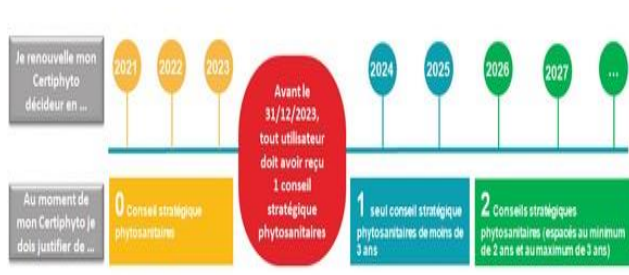 Je renouvelle mon
Certiphyto
décideur en ...
2021
2022
2023
Avant le
31/12/2023,
tout utilisateur
doit avoir reçu
1 conseil
stratégique
phytosanitaires
2024
2025
2026
2027
...
Au moment de
mon Certiphyto je
dois justifier de ...
0 Conseil stratégique
phytosanitaires
1 seul conseil stratégique
phytosanitaires de moins de
3 ans
2 Conseils stratégiques
phytosanitaires (espacés au minimum
de 2 ans et au maximum de 3 ans)